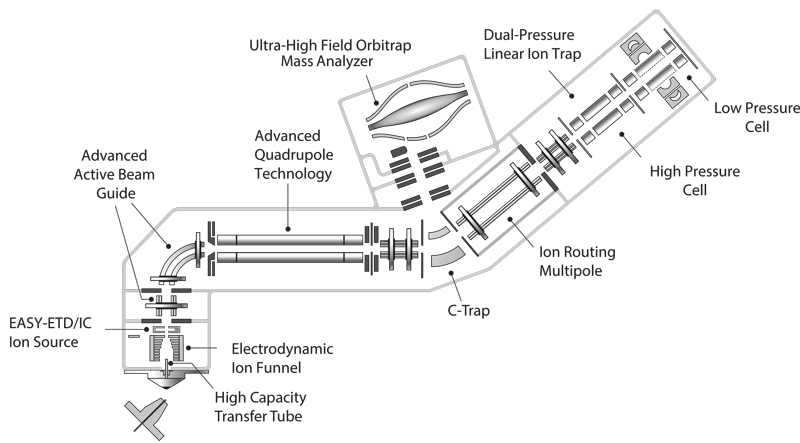 Ultra-High Field Orbitrap
Mass Analyzer
Dual-Pressure
Linear Ion Trap
Low Pressure
Cell
High Pressure
Cell
Advanced
Quadrupole
Technology
Advanced
Active Beam
Guide
Ion Routing
Multipole
C-Trap
EASY-ETD/IC
Ion Source
Electrodynamic
Ion Funnel
High Capacity
Transfer Tube